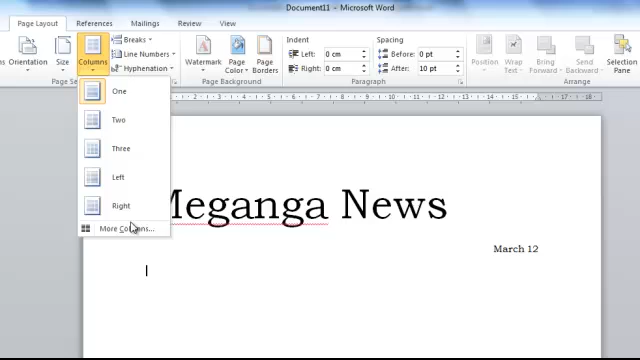 Document11 – Microsoft Word
Page Layout References Mailings Review View
Orientation Size Columns Breaks Line Numbers Hyphenation Watermark Page Color Page Borders Indent Left: 0 cm Right: 0 cm Spacing Before: 0 pt After: 10 pt Position Wrap Text Bring Forward Send Backward Selection Pane
Page Background Paragraph Arrange
One
Two
Three
Left
Right
More Columns...
Meganga News
March 12